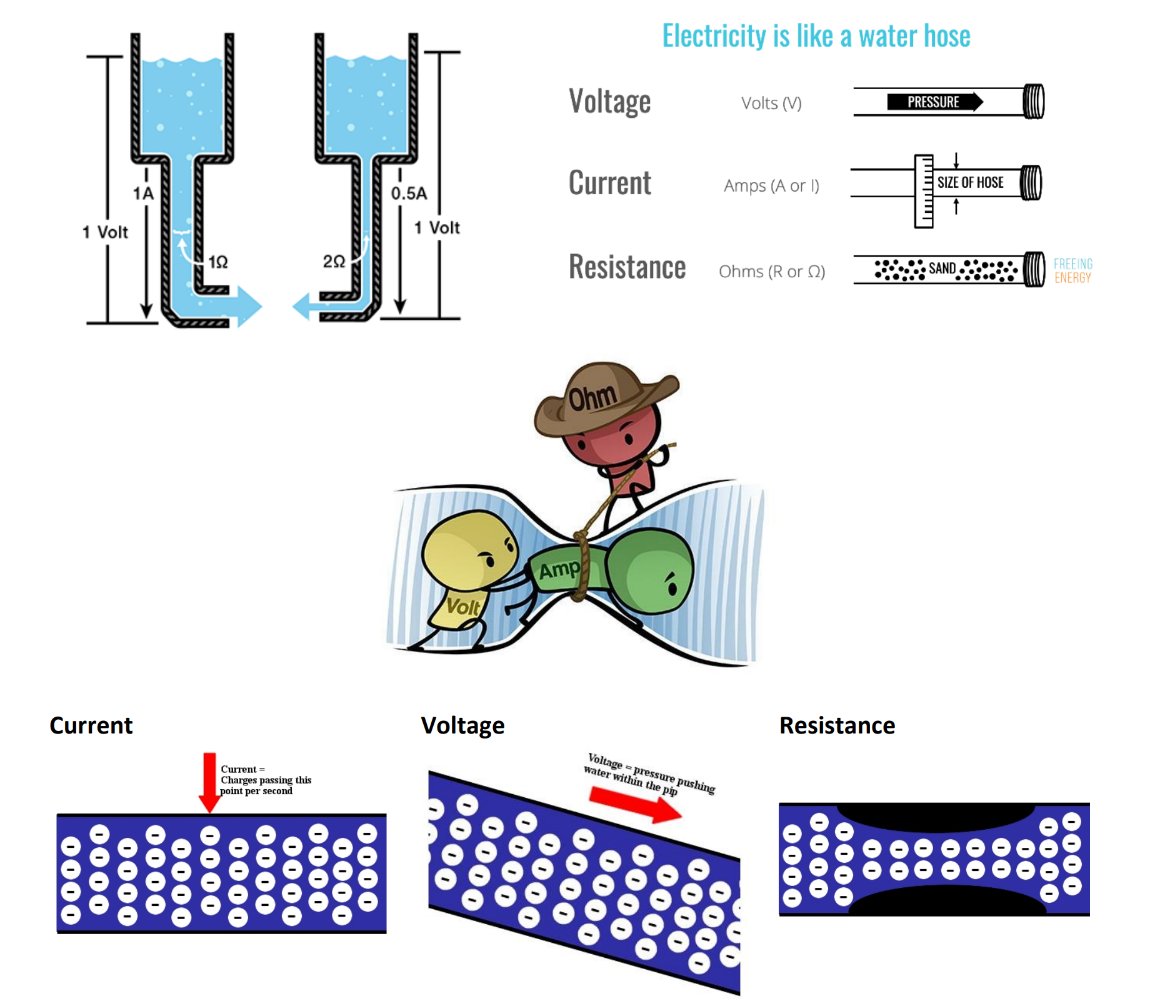 Electricity is like a water hose
1 Volt
1A
1Ω
2Ω
0.5A
1 Volt
Voltage
Volts (V)
PRESSURE
Current
Amps (A or I)
SIZE OF HOSE
Resistance
Ohms (R or Ω)
SAND
FREEING
ENERGY
Ohm
Amp
Volt
Current
Current =
Charges passing this
point per second
Voltage
Voltage = pressure pushing
water within the pip
Resistance